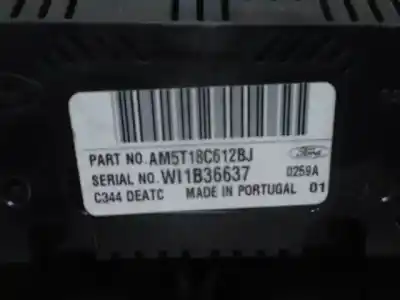 PART NO. AM5T18C612BJ Ford
SERIAL NO. WI1B36637 0259A
C344 DEATC MADE IN PORTUGAL 01